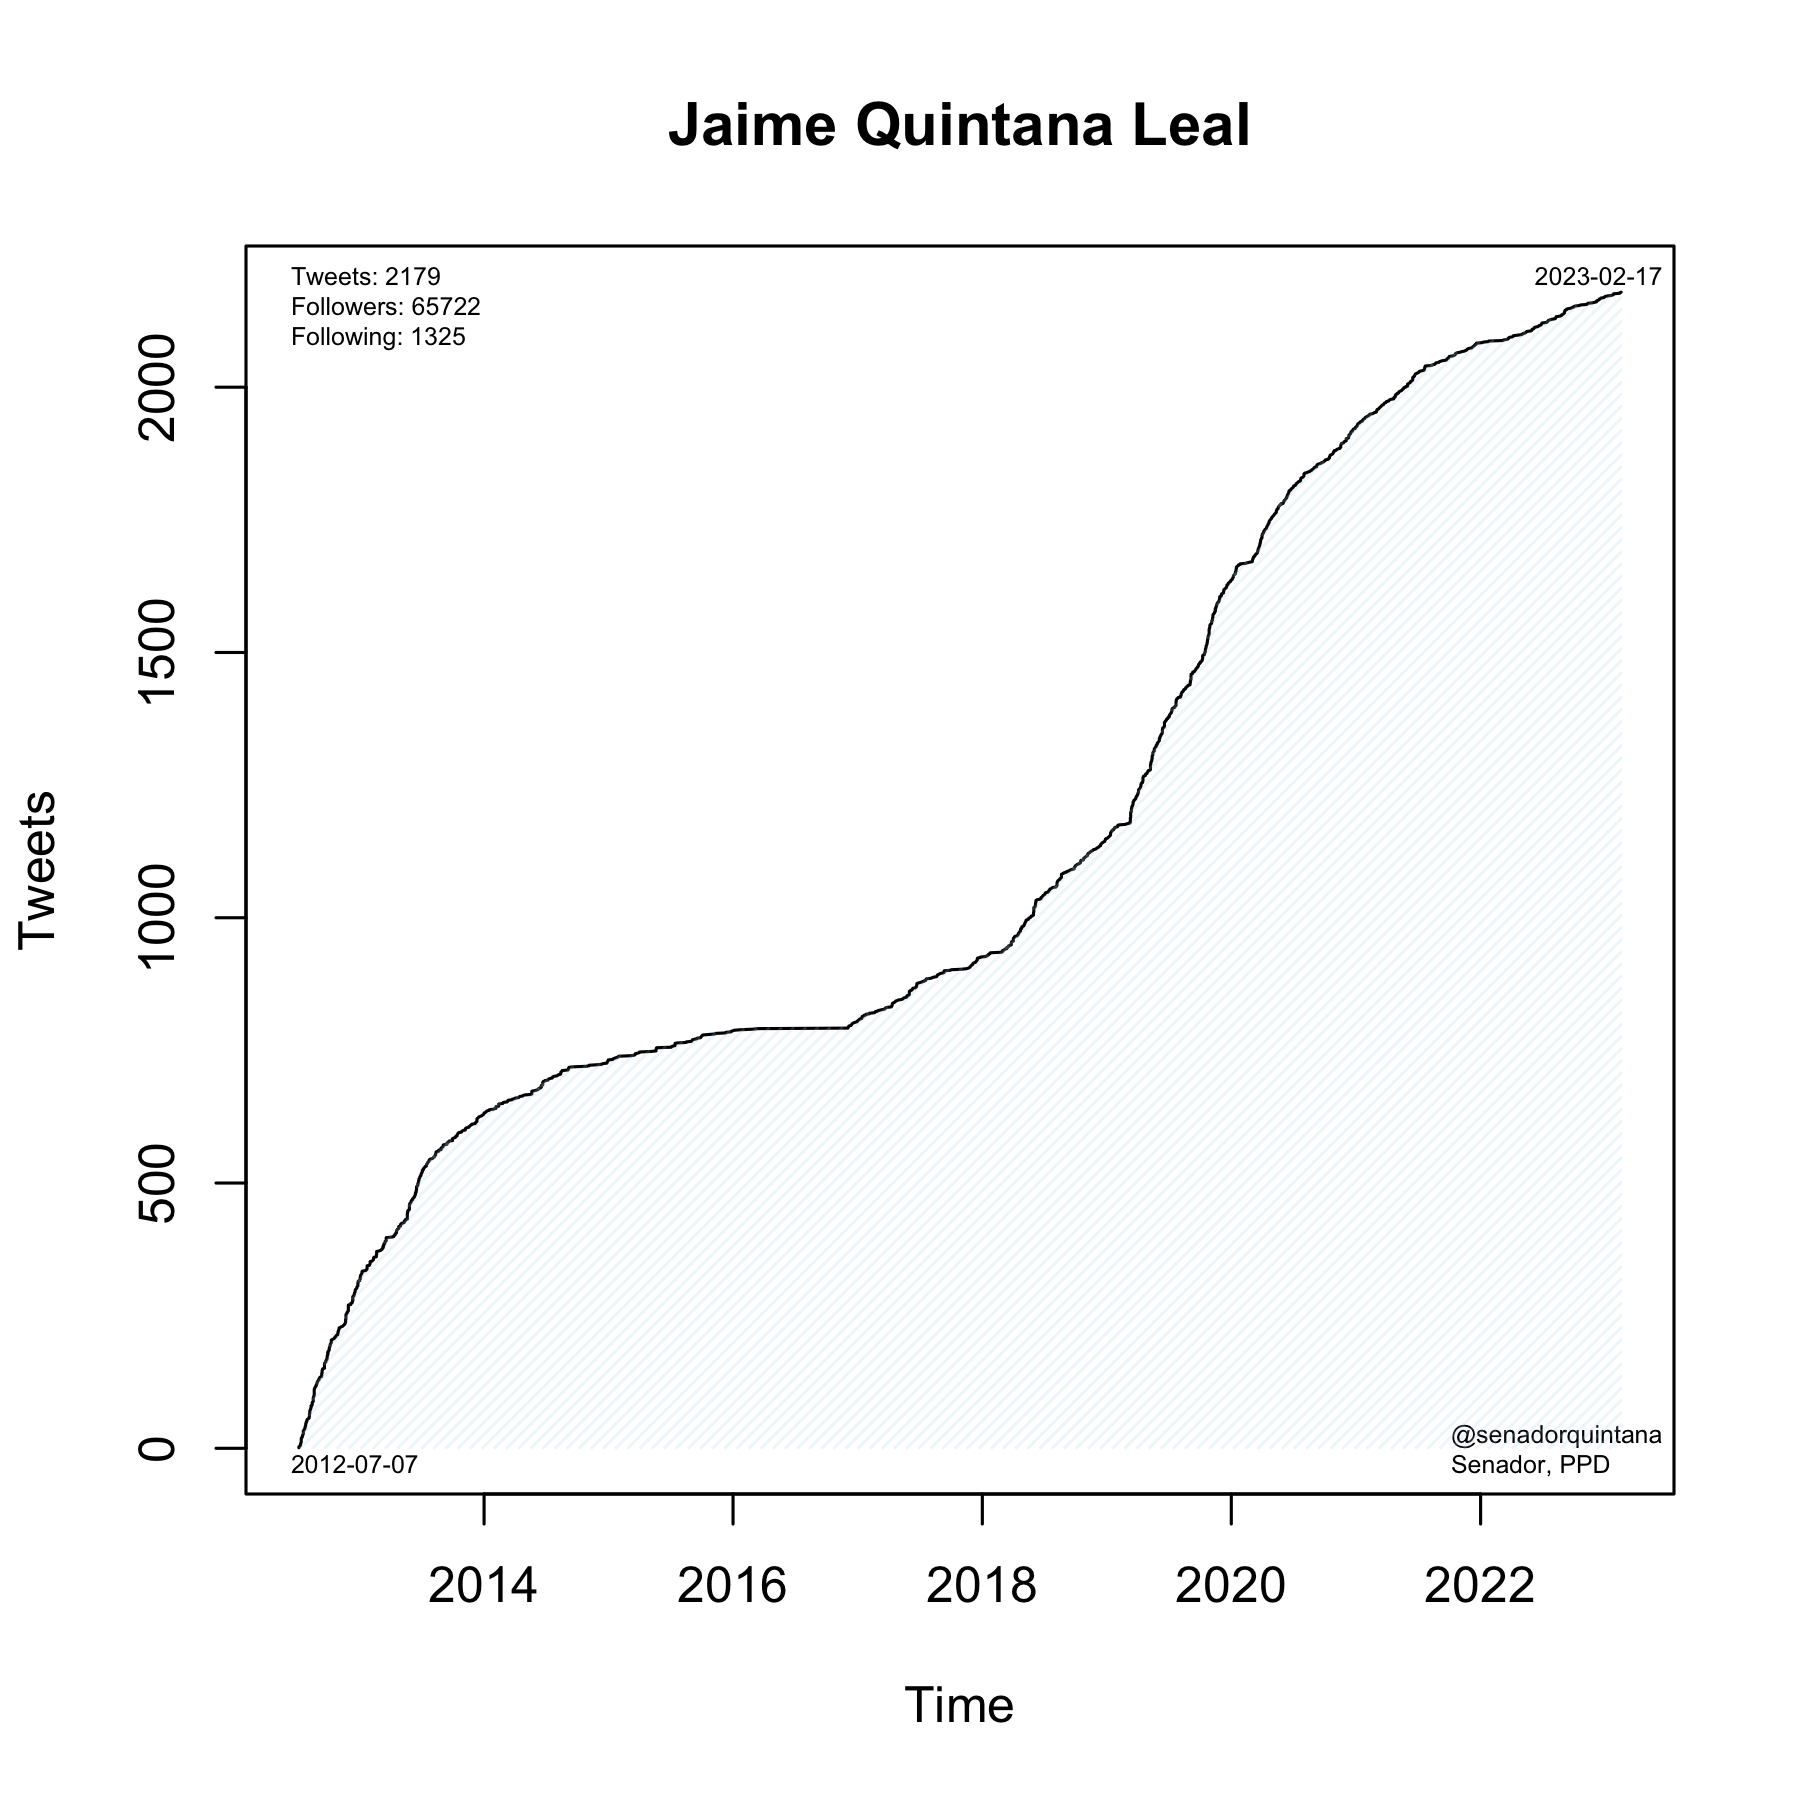 Jaime Quintana Leal
Tweets: 2179
Followers: 65722
Following: 1325
2023-02-17
2000
1500
1000
500
0
Tweets
@senadorquintana
Senador, PPD
2012-07-07
2014
2016
2018
2020
2022
Time